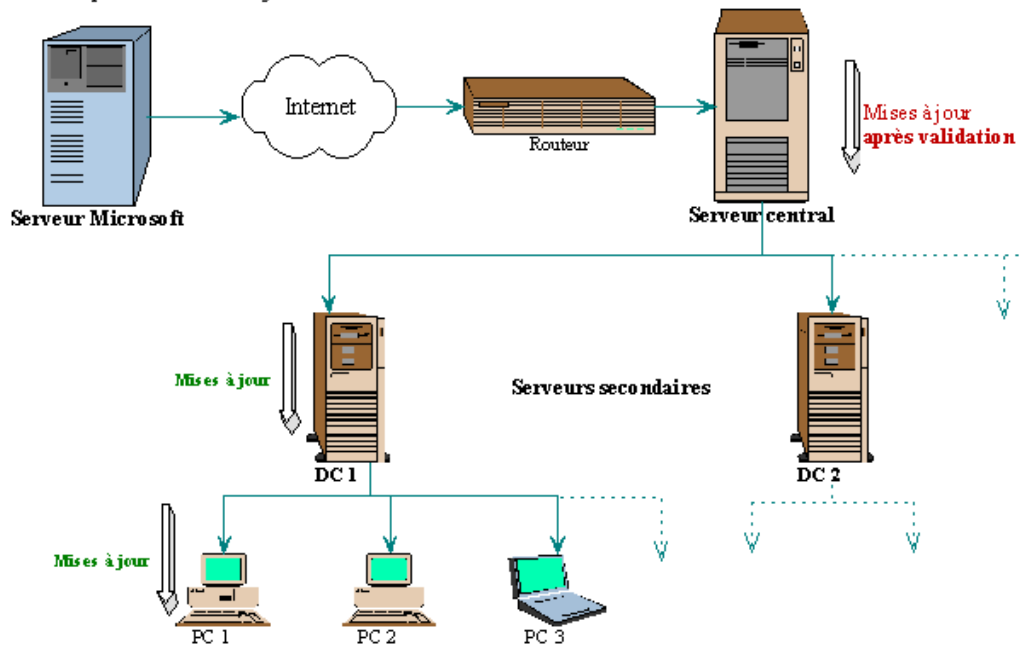 Internet
Routeur
Serveur Microsoft
Serveur central
Mises à jour
après validation
Mises à jour
Serveurs secondaires
DC 1
DC 2
Mises à jour
PC 1
PC 2
PC 3